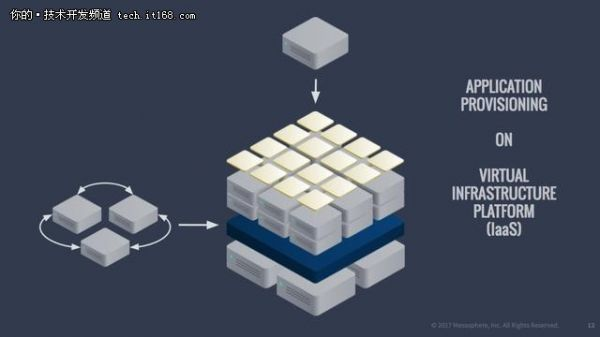 你的·技术开发频道 tech.it168.com
APPLICATION
PROVISIONING
ON
VIRTUAL
INFRASTRUCTURE
PLATFORM
(IaaS)
© 2017 Mesosphere, Inc. All Rights Reserved.
12